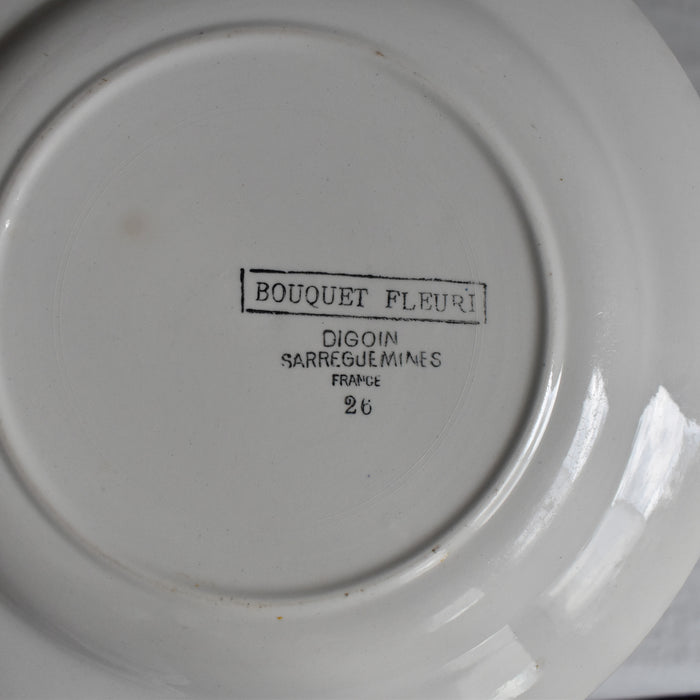 BOUQUET FLEURI
DIGOIN
SARREGUEMINES
FRANCE
26